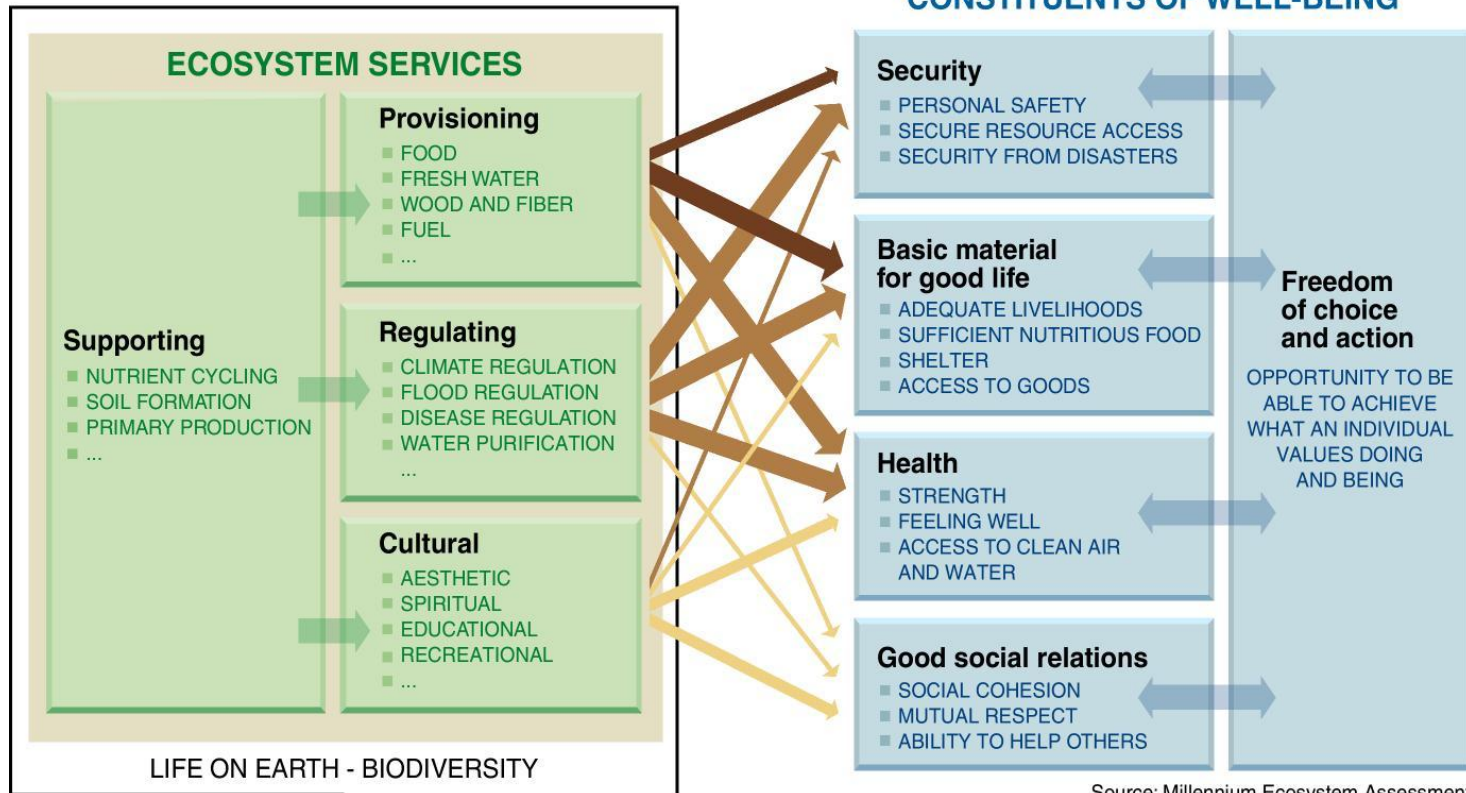 CONSTITUENTS OF WELL-BEING
ECOSYSTEM SERVICES
Supporting
NUTRIENT CYCLING
SOIL FORMATION
PRIMARY PRODUCTION
...
Provisioning
FOOD
FRESH WATER
WOOD AND FIBER
FUEL
...
Regulating
CLIMATE REGULATION
FLOOD REGULATION
DISEASE REGULATION
WATER PURIFICATION
...
Cultural
AESTHETIC
SPIRITUAL
EDUCATIONAL
RECREATIONAL
...
LIFE ON EARTH - BIODIVERSITY
Security
PERSONAL SAFETY
SECURE RESOURCE ACCESS
SECURITY FROM DISASTERS
Basic material
for good life
ADEQUATE LIVELIHOODS
SUFFICIENT NUTRITIOUS FOOD
SHELTER
ACCESS TO GOODS
Health
STRENGTH
FEELING WELL
ACCESS TO CLEAN AIR
AND WATER
Good social relations
SOCIAL COHESION
MUTUAL RESPECT
ABILITY TO HELP OTHERS
Freedom
of choice
and action
OPPORTUNITY TO BE
ABLE TO ACHIEVE
WHAT AN INDIVIDUAL
VALUES DOING
AND BEING
Source: Millennium Ecosystem Assessment